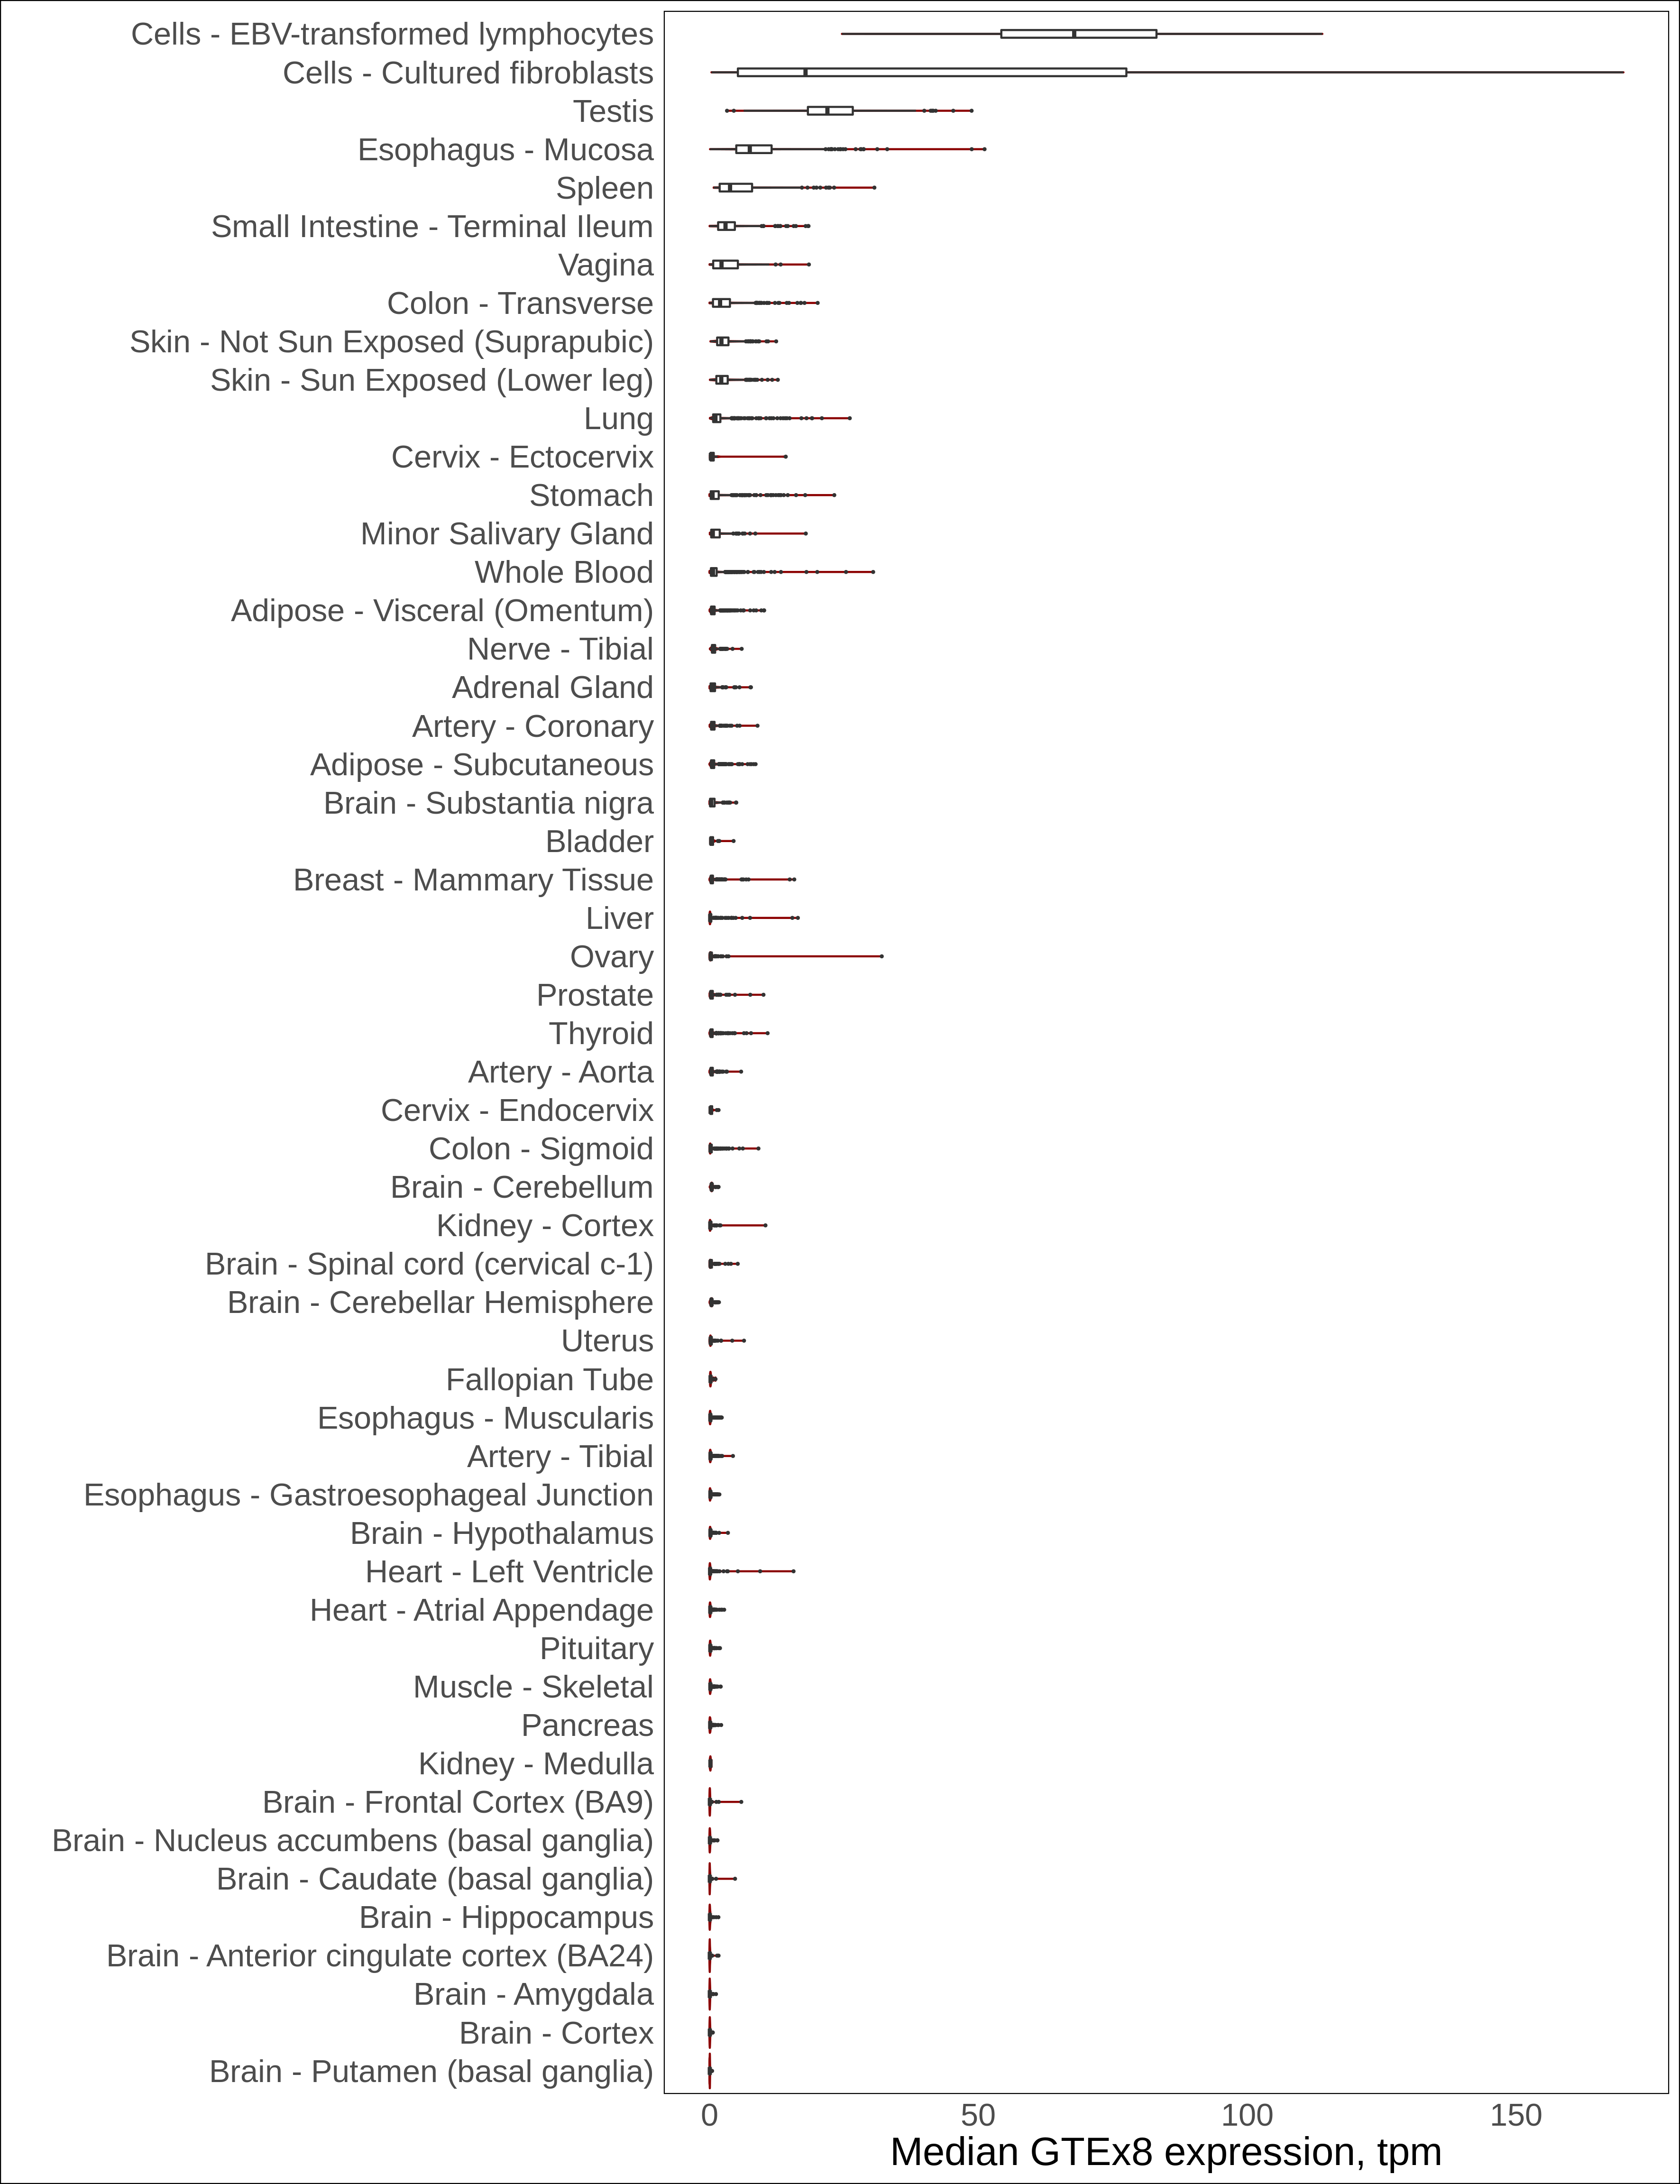 Cells - EBV-transformed lymphocytes
Cells - Cultured fibroblasts
Testis
Esophagus - Mucosa
Spleen
Small Intestine - Terminal Ileum
Vagina
Colon - Transverse
Skin - Not Sun Exposed (Suprapubic)
Skin - Sun Exposed (Lower leg)
Lung
Cervix - Ectocervix
Stomach
Minor Salivary Gland
Whole Blood
Adipose - Visceral (Omentum)
Nerve - Tibial
Adrenal Gland
Artery - Coronary
Adipose - Subcutaneous
Brain - Substantia nigra
Bladder
Breast - Mammary Tissue
Liver
Ovary
Prostate
Thyroid
Artery - Aorta
Cervix - Endocervix
Colon - Sigmoid
Brain - Cerebellum
Kidney - Cortex
Brain - Spinal cord (cervical c-1)
Brain - Cerebellar Hemisphere
Uterus
Fallopian Tube
Esophagus - Muscularis
Artery - Tibial
Esophagus - Gastroesophageal Junction
Brain - Hypothalamus
Heart - Left Ventricle
Heart - Atrial Appendage
Pituitary
Muscle - Skeletal
Pancreas
Kidney - Medulla
Brain - Frontal Cortex (BA9)
Brain - Nucleus accumbens (basal ganglia)
Brain - Caudate (basal ganglia)
Brain - Hippocampus
Brain - Anterior cingulate cortex (BA24)
Brain - Amygdala
Brain - Cortex
Brain - Putamen (basal ganglia)
0 50 100 150
Median GTEx8 expression, tpm